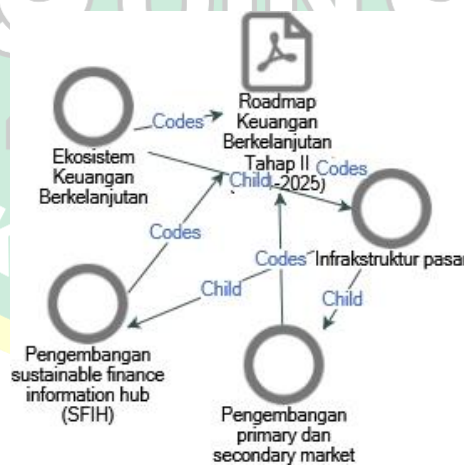 Roadmap
Keuangan
Berkelanjutan
Tahap II
-2025)
Codes
Ekosistem
Keuangan
Berkelanjutan
Child
Codes
Codes
Codes
Infrakstruktur pasar
Child
Child
Pengembangan
sustainable finance
information hub
(SFIH)
Pengembangan
primary dan
secondary market